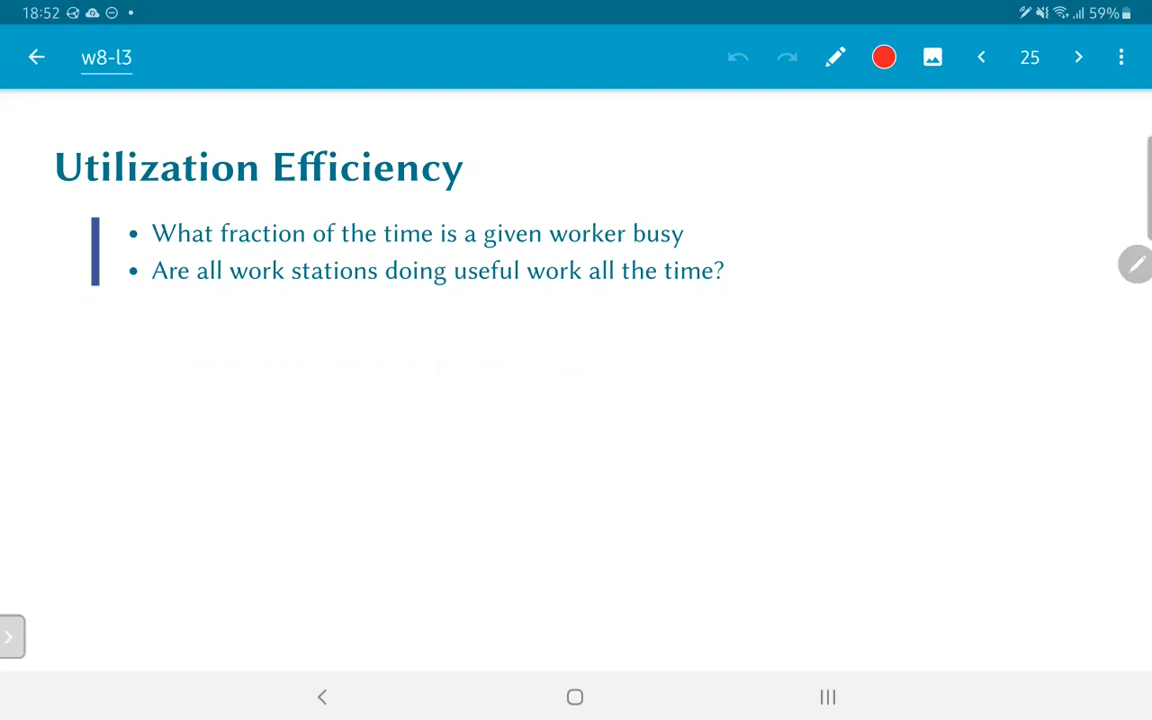 18:52 59%
w8-l3 25
Utilization Efficiency
• What fraction of the time is a given worker busy
• Are all work stations doing useful work all the time?